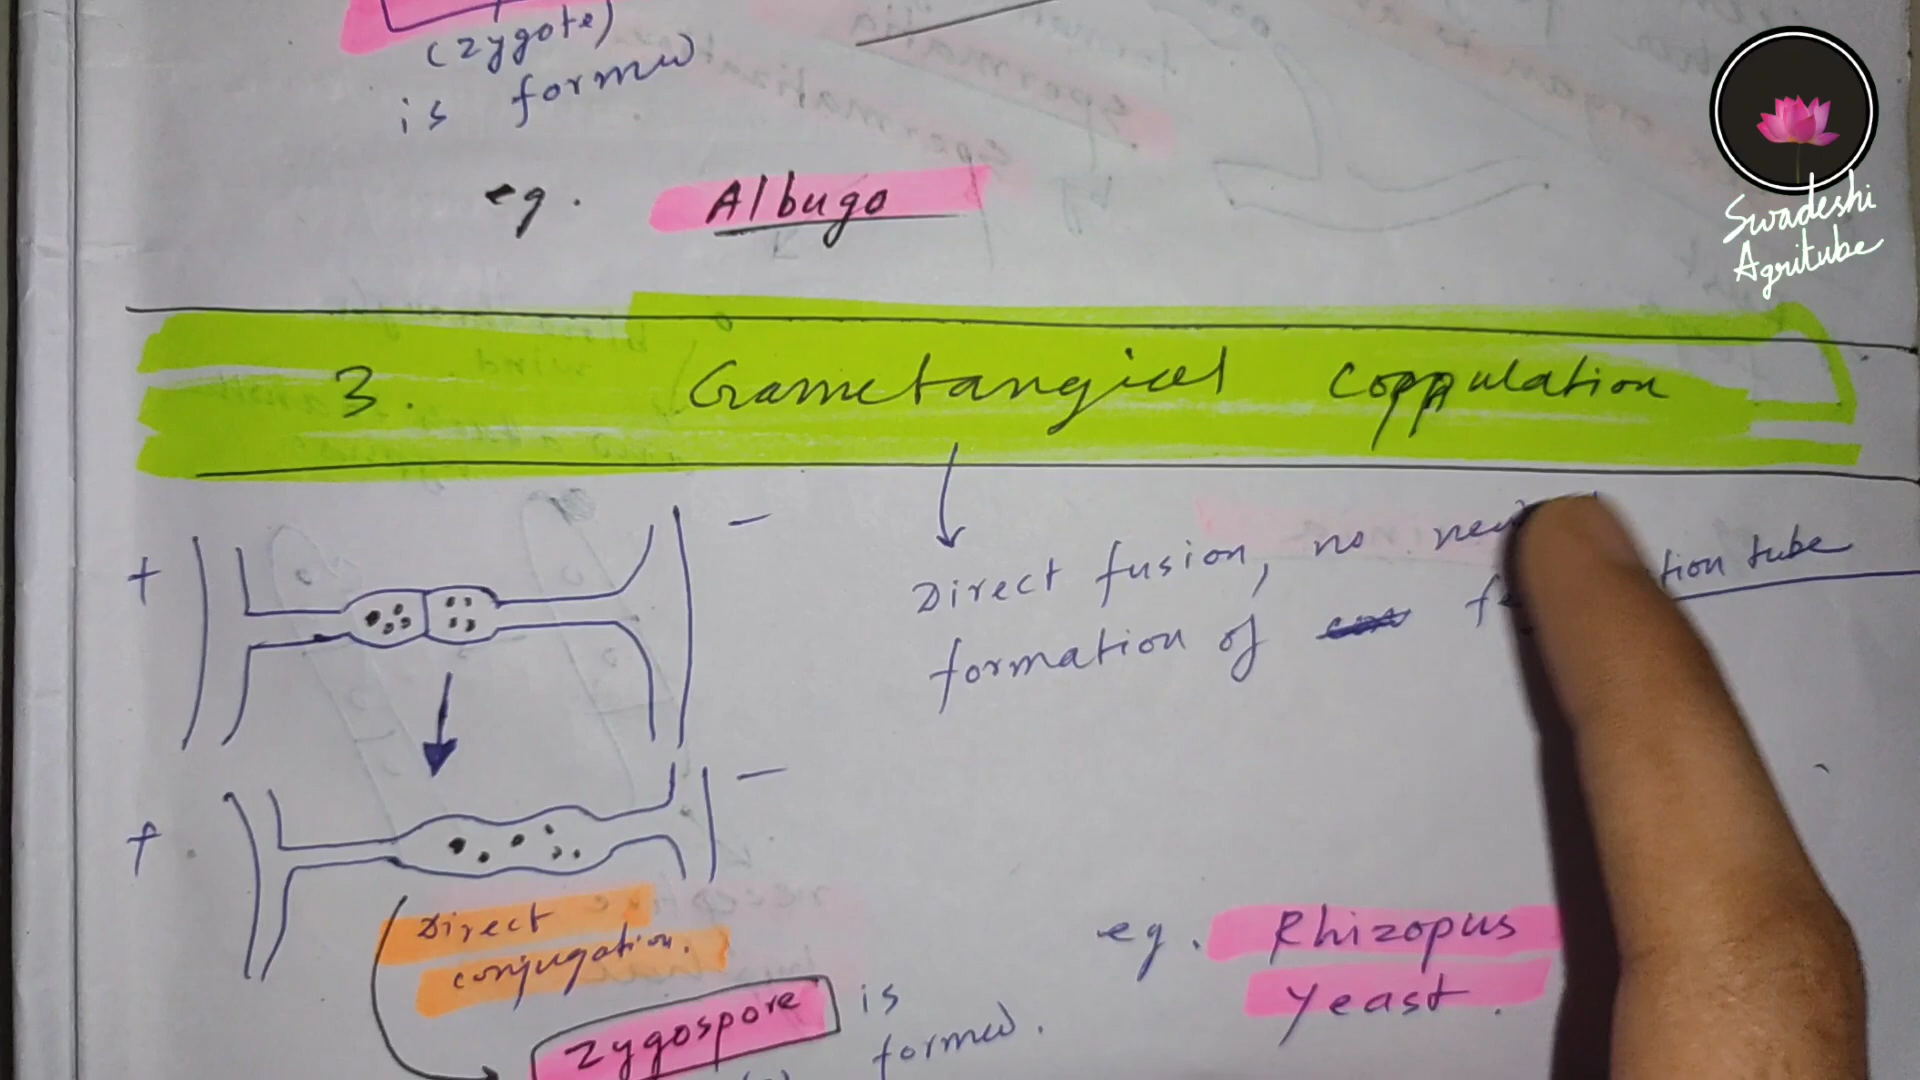 (zygote)
is formed
eg. Albugo
3. Gametangical Coppulation
+ -
Direct fusion, no
formation of tion tube
+ -
Direct
conjugation.
eg. Rhizopus
Yeast.
Zygospore is
formed.
Swadeshi
Agritube